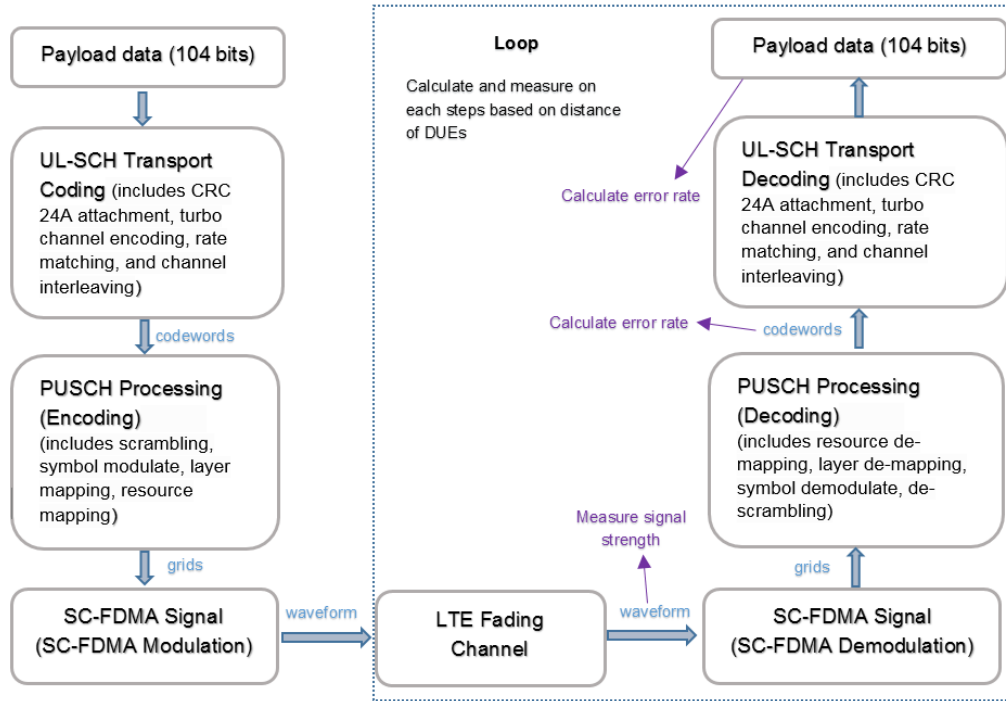 Payload data (104 bits)
UL-SCH Transport
Coding (includes CRC
24A attachment, turbo
channel encoding, rate
matching, and channel
interleaving)
codewords
PUSCH Processing
(Encoding)
(includes scrambling,
symbol modulate, layer
mapping, resource
mapping)
grids
SC-FDMA Signal
(SC-FDMA Modulation)
waveform
Loop
Calculate and measure on
each steps based on distance
of DUEs
LTE Fading
Channel
waveform
Measure signal
strength
SC-FDMA Signal
(SC-FDMA Demodulation)
grids
PUSCH Processing
(Decoding)
(includes resource de-
mapping, layer de-mapping,
symbol demodulate, de-
scrambling)
codewords
Calculate error rate
UL-SCH Transport
Decoding (includes CRC
24A attachment, turbo
channel encoding, rate
matching, and channel
interleaving)
Calculate error rate
Payload data (104 bits)